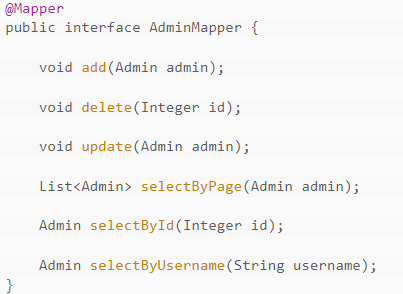 @Mapper
public interface AdminMapper {
void add(Admin admin);
void delete(Integer id);
void update(Admin admin);
List<Admin> selectByPage(Admin admin);
Admin selectById(Integer id);
Admin selectByUsername(String username);
}